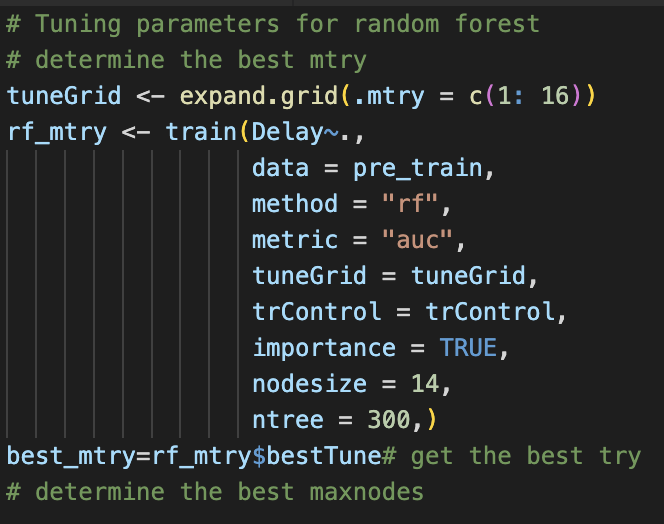 # Tuning parameters for random forest
# determine the best mtry
tuneGrid <- expand.grid(.mtry = c(1: 16))
rf_mtry <- train(Delay~.,
data = pre_train,
method = "rf",
metric = "auc",
tuneGrid = tuneGrid,
trControl = trControl,
importance = TRUE,
nodesize = 14,
ntree = 300,)
best_mtry=rf_mtry$bestTune# get the best try
# determine the best maxnodes